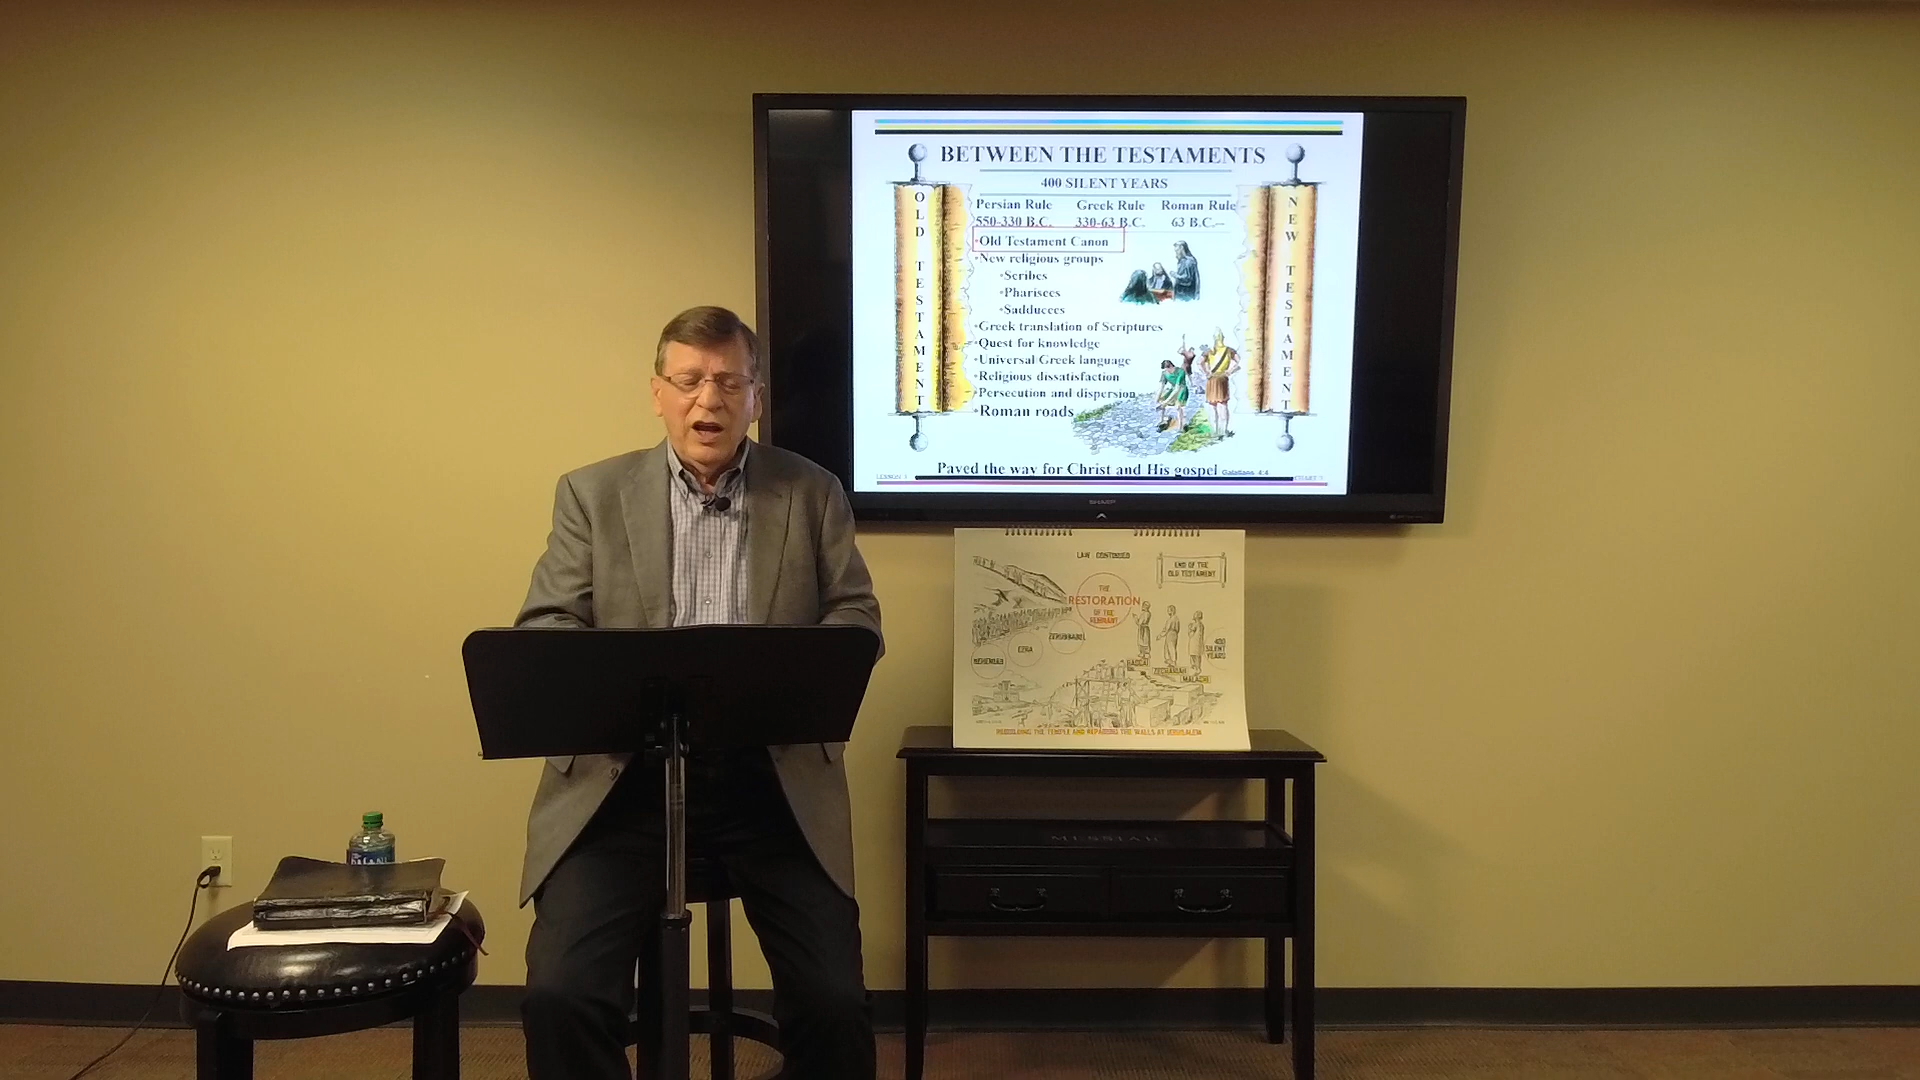 BETWEEN THE TESTAMENTS
400 SILENT YEARS
Persian Rule Greek Rule Roman Rule
550-330 B.C. 330-63 B.C. 63 B.C.--
•Old Testament Canon
•New religious groups
•Scribes
•Pharisees
•Sadducees
•Greek translation of Scriptures
•Quest for knowledge
•Universal Greek language
•Religious dissatisfaction
•Persecution and dispersion
•Roman roads
OLD TESTAMENT
NEW TESTAMENT
Paved the way for Christ and His gospel Galatians 4:4
SHARP
LAW CONTINUED
END OF THE
OLD TESTAMENT
THE
RESTORATION
OF THE
REMNANT
ZERUBBABEL
EZRA
NEHEMIAH
HAGGAI
ZECHARIAH
MALACHI
400
SILENT
YEARS
REBUILDING THE TEMPLE AND REPAIRING THE WALLS AT JERUSALEM
MESSIAH